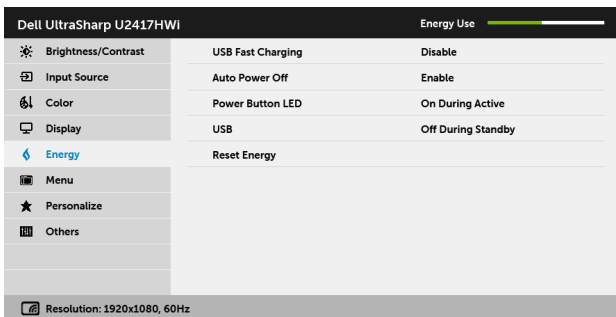 Dell UltraSharp U2417HWi Energy Use
Brightness/Contrast USB Fast Charging Disable
Input Source Auto Power Off Enable
Color Power Button LED On During Active
Display USB Off During Standby
Energy Reset Energy
Menu
Personalize
Others
Resolution: 1920x1080, 60Hz